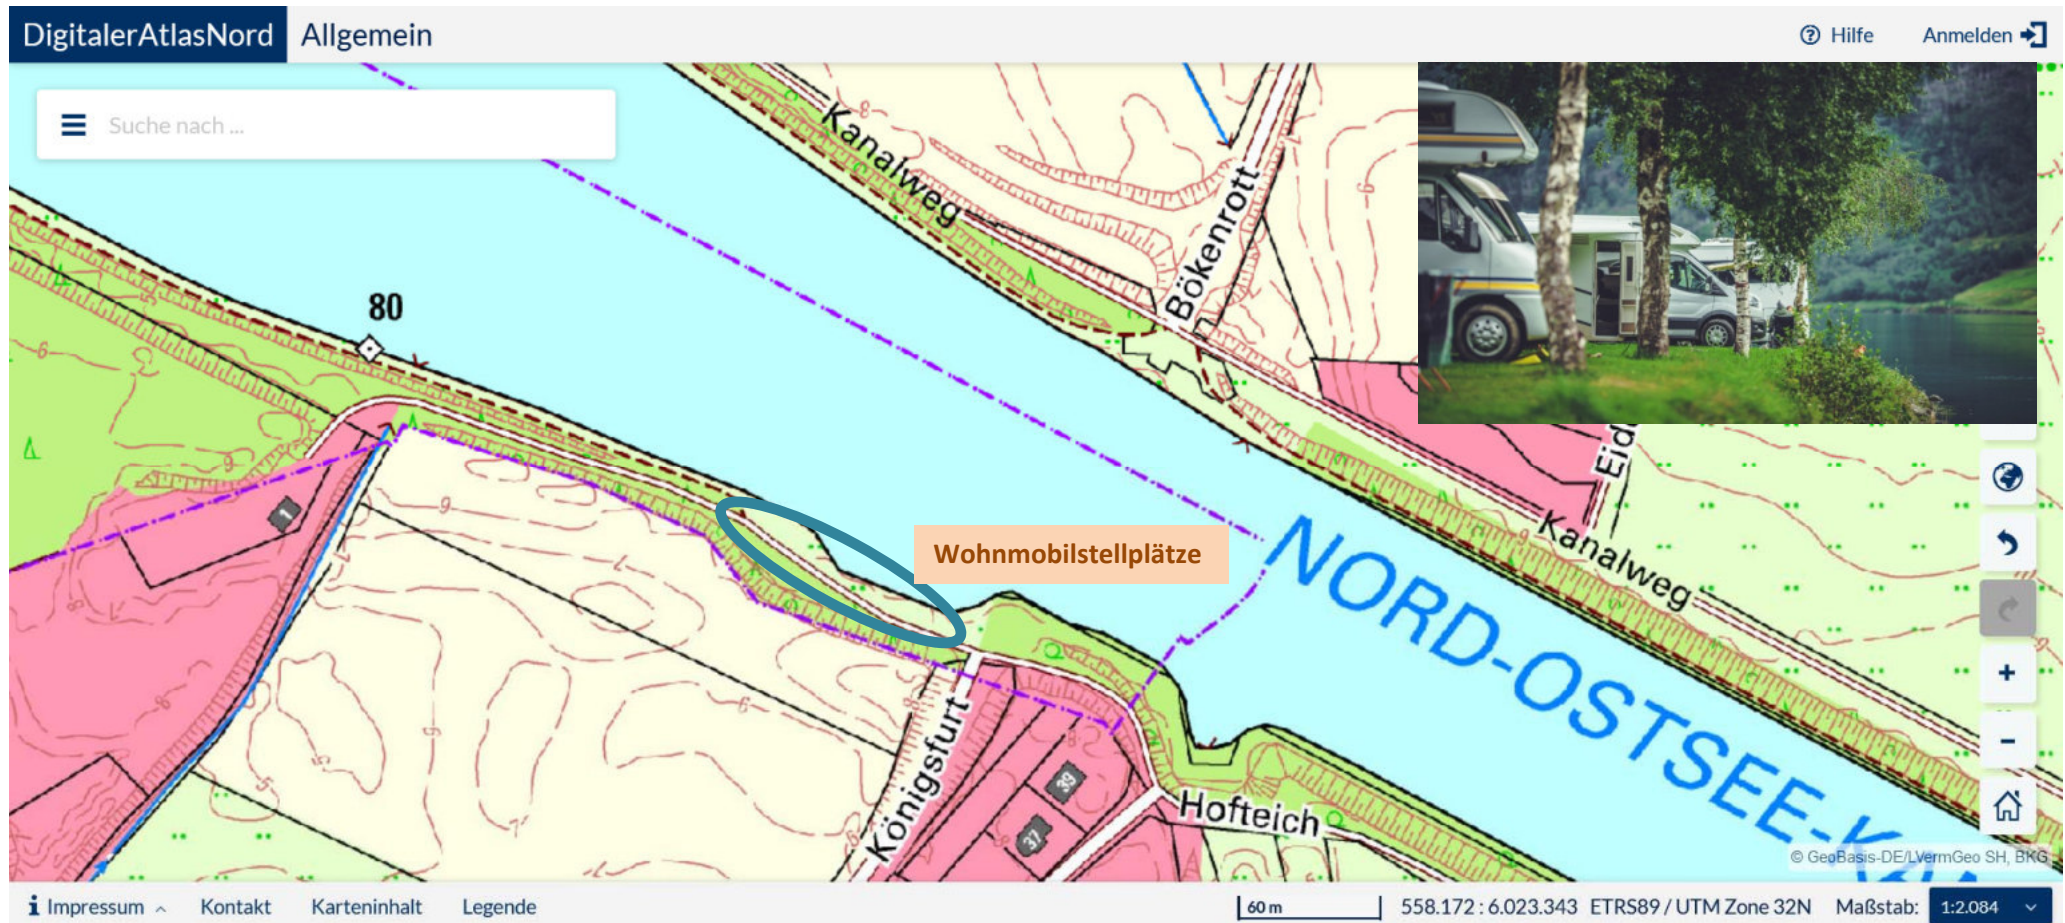 DigitalerAtlasNord Allgemein
Hilfe Anmelden
Suche nach ...
Kanalweg
Bökenrott
80
1
Wohnmobilstellplätze
Kanalweg
NORD-OSTSEE-KA
Königsfurt
39
37
Hofteich
© GeoBasis-DE/LVermGeo SH, BKG
Impressum Kontakt Karteninhalt Legende
60 m 558.172 : 6.023.343 ETRS89 / UTM Zone 32N Maßstab: 1:2.084